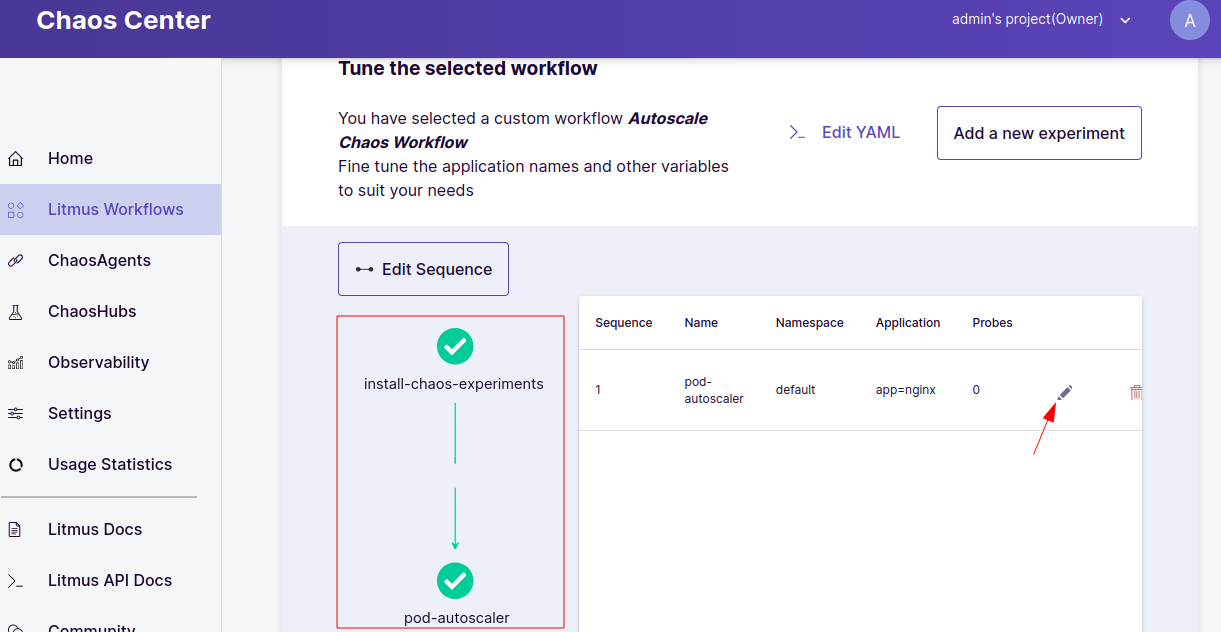 Chaos Center
admin's project(Owner)
A
Home
Litmus Workflows
ChaosAgents
ChaosHubs
Observability
Settings
Usage Statistics
Litmus Docs
Litmus API Docs
Community
Tune the selected workflow
You have selected a custom workflow Autoscale
Chaos Workflow
Fine tune the application names and other variables
to suit your needs
Edit YAML
Add a new experiment
Edit Sequence
install-chaos-experiments
pod-autoscaler
Sequence Name Namespace Application Probes
1 pod- default app=nginx 0
autoscaler